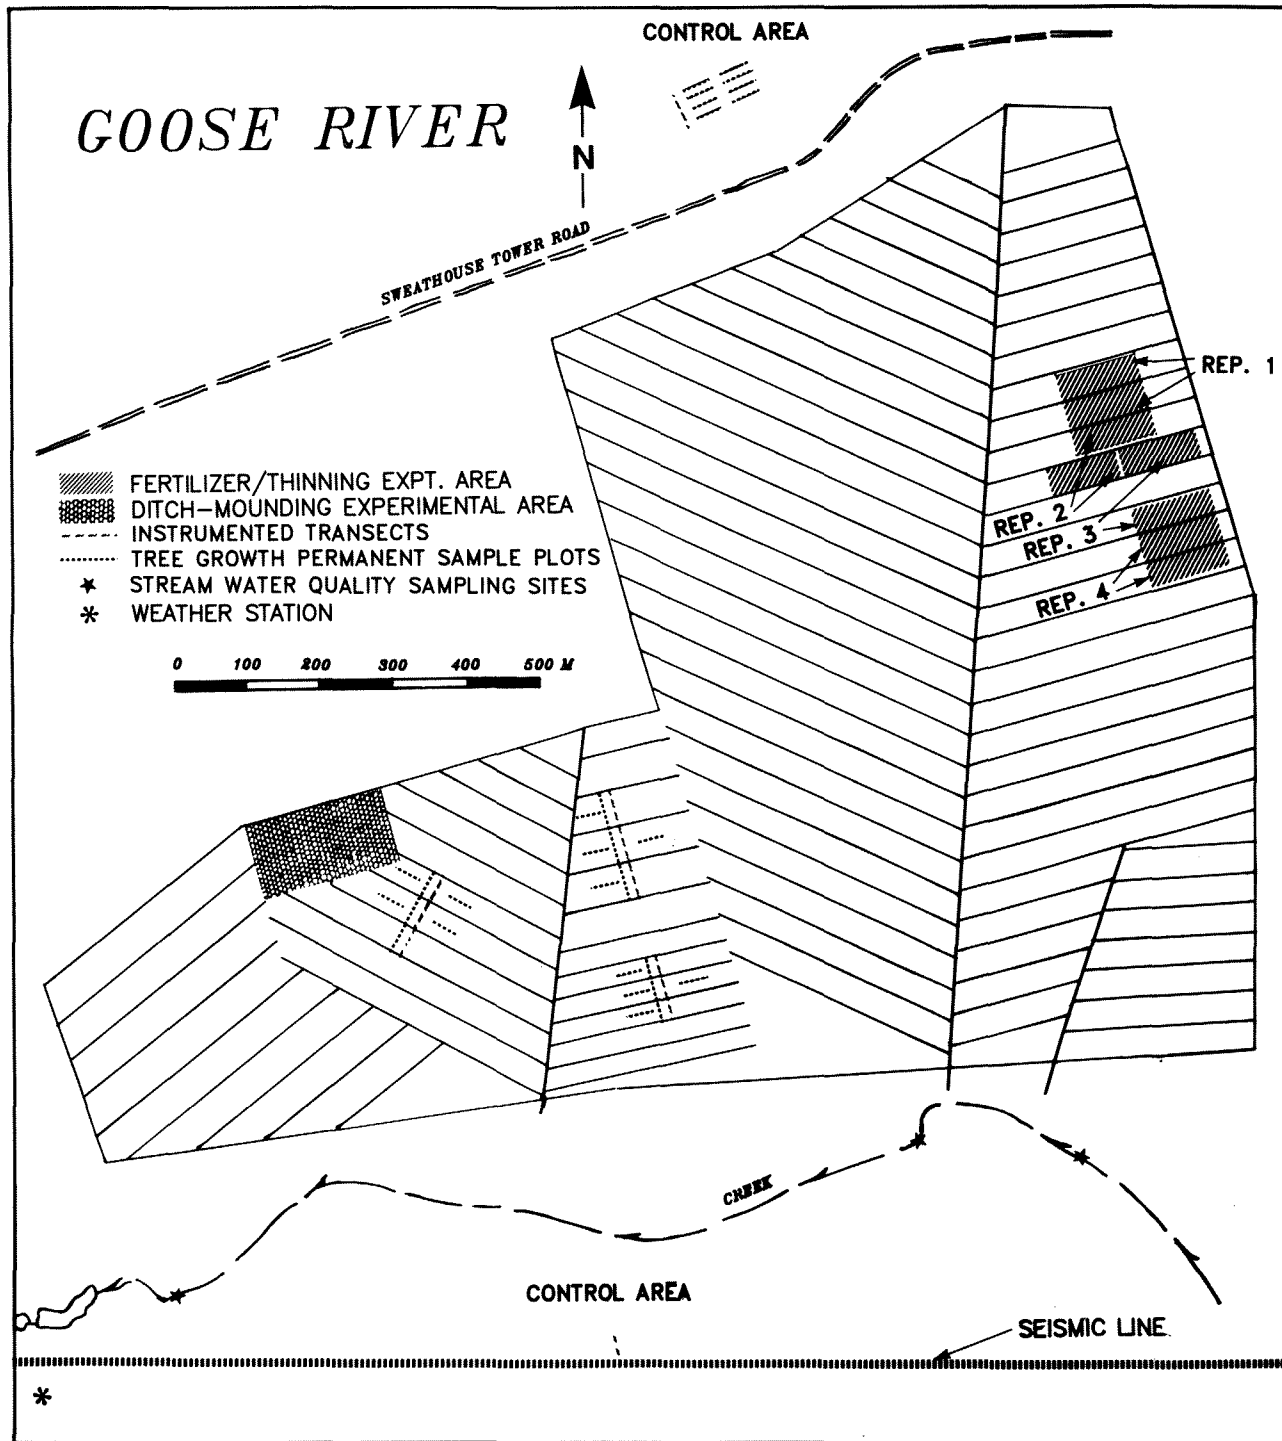 CONTROL AREA
GOOSE RIVER
N
SWEATHOUSE TOWER ROAD
REP. 1
FERTILIZER/THINNING EXPT. AREA
DITCH-MOUNDING EXPERIMENTAL AREA
INSTRUMENTED TRANSECTS
TREE GROWTH PERMANENT SAMPLE PLOTS
STREAM WATER QUALITY SAMPLING SITES
WEATHER STATION
REP. 2
REP. 3
REP. 4
0 100 200 300 400 500 M
CREEK
CONTROL AREA
SEISMIC LINE